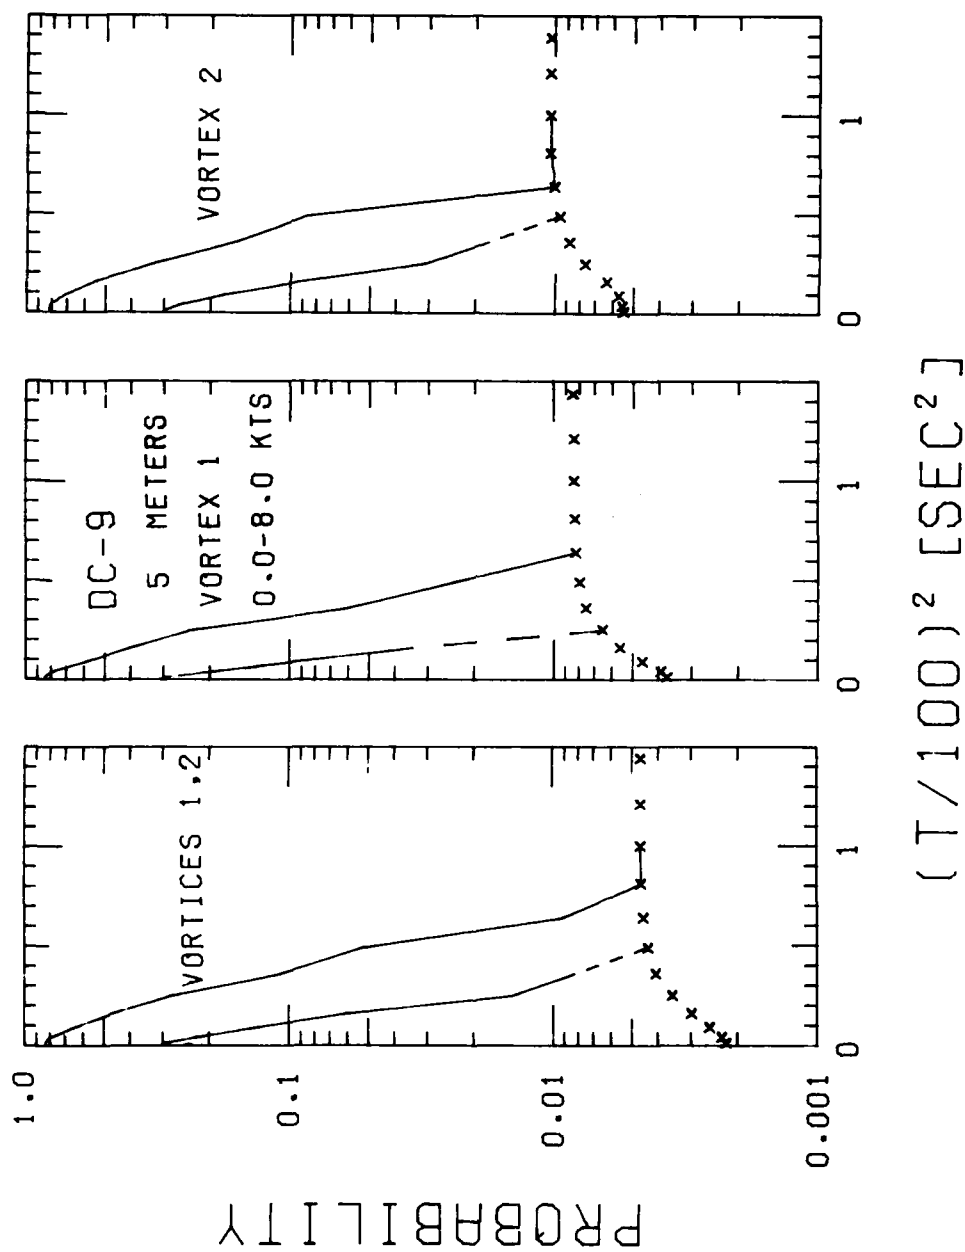 PROBABILITY
1.0
0.1
0.01
0.001
VORTICES 1,2
0
1
DC-9
5 METERS
VORTEX 1
0.0-8.0 KTS
0
1
VORTEX 2
0
1
(T/100)² [SEC²]